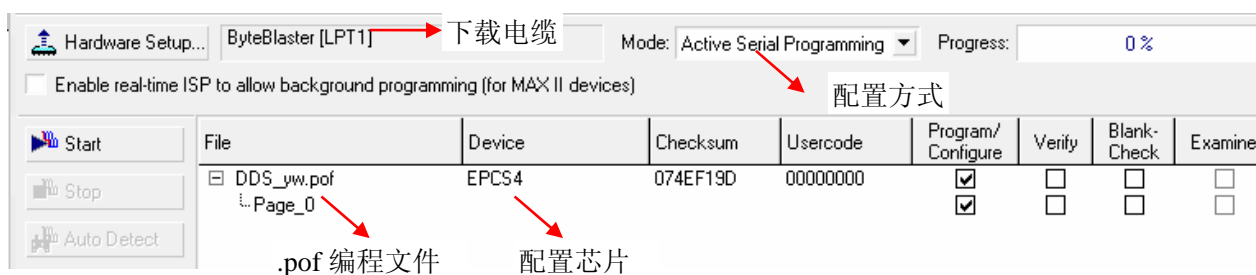 Hardware Setup... ByteBlaster [LPT1] 下载电缆 Mode: Active Serial Programming Progress: 0 %
Enable real-time ISP to allow background programming (for MAX II devices) 配置方式
Start File Device Checksum Usercode Program/ Configure Verify Blank- Check Examine
DDS_yw.pof EPCS4 074EF19D 00000000
Stop Page_0
Auto Detect
.pof 编程文件 配置芯片